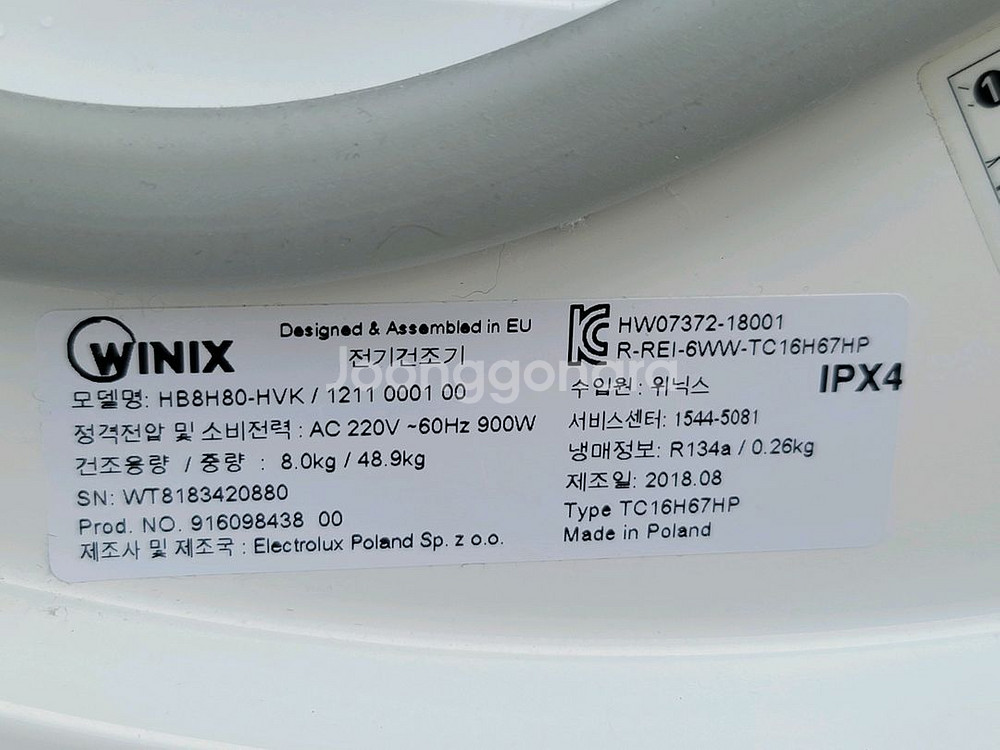 WINIX
Designed & Assembled in EU
전기건조기
모델명: HB8H80-HVK / 1211 0001 00
정격전압 및 소비전력 : AC 220V ~60Hz 900W
건조용량 / 중량 : 8.0kg / 48.9kg
SN: WT8183420880
Prod. NO. 916098438 00
제조사 및 제조국 : Electrolux Poland Sp. z o.o.
HW07372-18001
R-REI-6WW-TC16H67HP
수입원 : 위닉스
IPX4
서비스센터: 1544-5081
냉매정보: R134a / 0.26kg
제조일: 2018.08
Type TC16H67HP
Made in Poland
Joonggonara
1